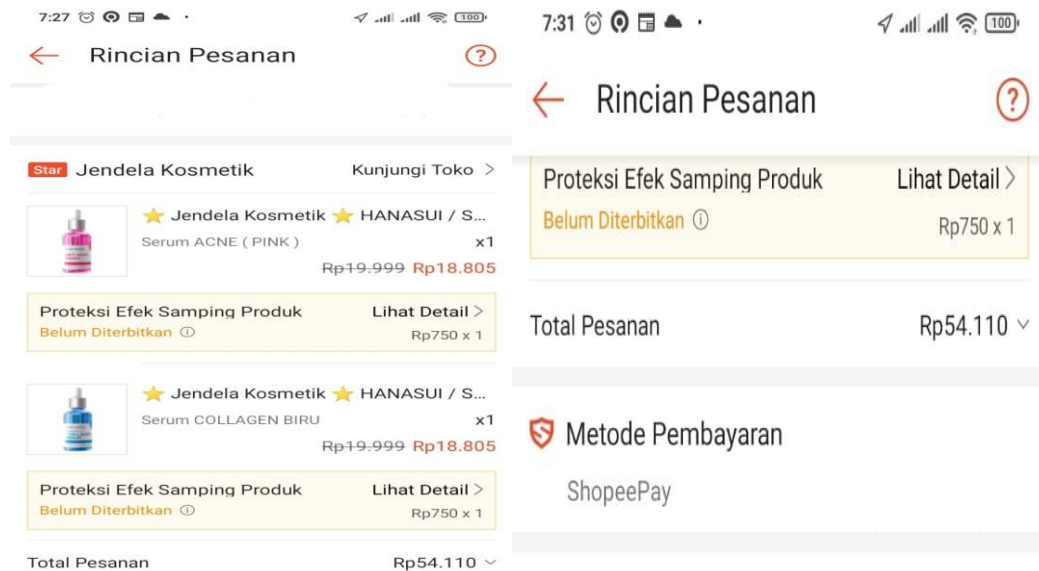 7:27
100
Rincian Pesanan
?
Star Jendela Kosmetik Kunjungi Toko >
⭐ Jendela Kosmetik ⭐ HANASUI / S...
Serum ACNE ( PINK ) x1
Rp19.999 Rp18.805
Proteksi Efek Samping Produk Lihat Detail >
Belum Diterbitkan Rp750 x 1
⭐ Jendela Kosmetik ⭐ HANASUI / S...
Serum COLLAGEN BIRU x1
Rp19.999 Rp18.805
Proteksi Efek Samping Produk Lihat Detail >
Belum Diterbitkan Rp750 x 1
Total Pesanan Rp54.110
7:31
100
Rincian Pesanan
?
Proteksi Efek Samping Produk Lihat Detail >
Belum Diterbitkan Rp750 x 1
Total Pesanan Rp54.110
Metode Pembayaran
ShopeePay